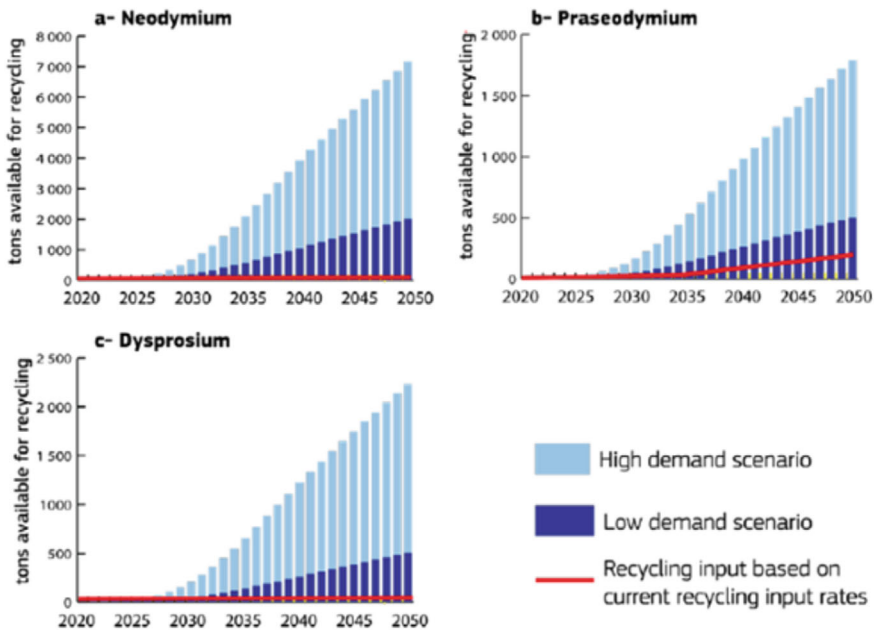 a- Neodymium
tons available for recycling
8 000
7 000
6 000
5 000
4 000
3 000
2 000
1 000
0
2020 2025 2030 2035 2040 2045 2050
b- Praseodymium
tons available for recycling
2 000
1 500
1 000
500
0
2020 2025 2030 2035 2040 2045 2050
c- Dysprosium
tons available for recycling
2 500
2 000
1 500
1000
500
0
2020 2025 2030 2035 2040 2045 2050
High demand scenario
Low demand scenario
Recycling input based on
current recycling input rates